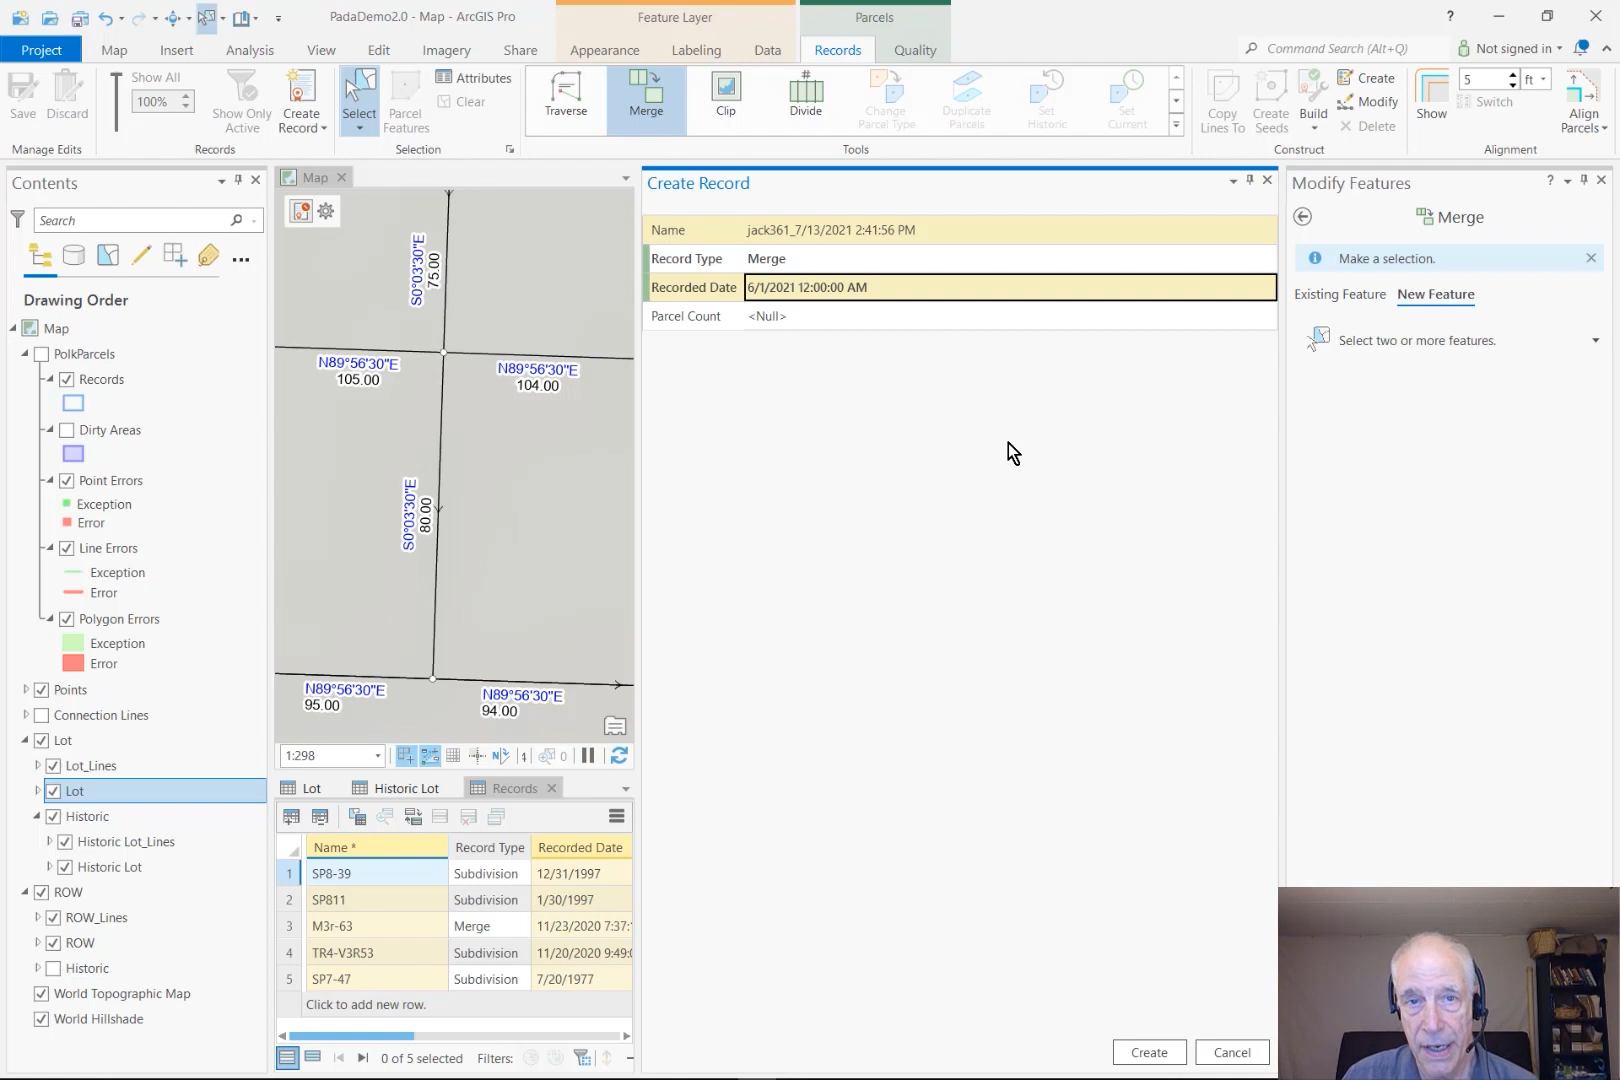 PadaDemo2.0 - Map - ArcGIS Pro
Feature Layer
Parcels
?
Project
Map
Insert
Analysis
View
Edit
Imagery
Share
Appearance
Labeling
Data
Records
Quality
Command Search (Alt+Q)
Not signed in
Save
Discard
Manage Edits
Show All
100%
Show Only
Active
Create
Record
Records
Select
Parcel
Features
Attributes
Clear
Selection
Traverse
Merge
Clip
Divide
Change
Parcel Type
Duplicate
Parcels
Set
Historic
Set
Current
Tools
Copy
Lines To
Create
Seeds
Build
Create
Modify
Delete
Construct
Show
5
ft
Switch
Align
Parcels
Alignment
Contents
Search
Drawing Order
Map
PolkParcels
Records
Dirty Areas
Point Errors
Exception
Error
Line Errors
Exception
Error
Polygon Errors
Exception
Error
Points
Connection Lines
Lot
Lot_Lines
Lot
Historic
Historic Lot_Lines
Historic Lot
ROW
ROW_Lines
ROW
Historic
World Topographic Map
World Hillshade
Map
S0°03'30"E
75.00
N89°56'30"E
105.00
N89°56'30"E
104.00
S0°03'30"E
80.00
N89°56'30"E
95.00
N89°56'30"E
94.00
1:298
0
Lot
Historic Lot
Records
Name *
Record Type
Recorded Date
1
SP8-39
Subdivision
12/31/1997
2
SP811
Subdivision
1/30/1997
3
M3r-63
Merge
11/23/2020 7:37:
4
TR4-V3R53
Subdivision
11/20/2020 9:49:
5
SP7-47
Subdivision
7/20/1977
Click to add new row.
0 of 5 selected
Filters:
Create Record
Name
jack361_7/13/2021 2:41:56 PM
Record Type
Merge
Recorded Date
6/1/2021 12:00:00 AM
Parcel Count
<Null>
Create
Cancel
Modify Features
?
Merge
Make a selection.
Existing Feature
New Feature
Select two or more features.